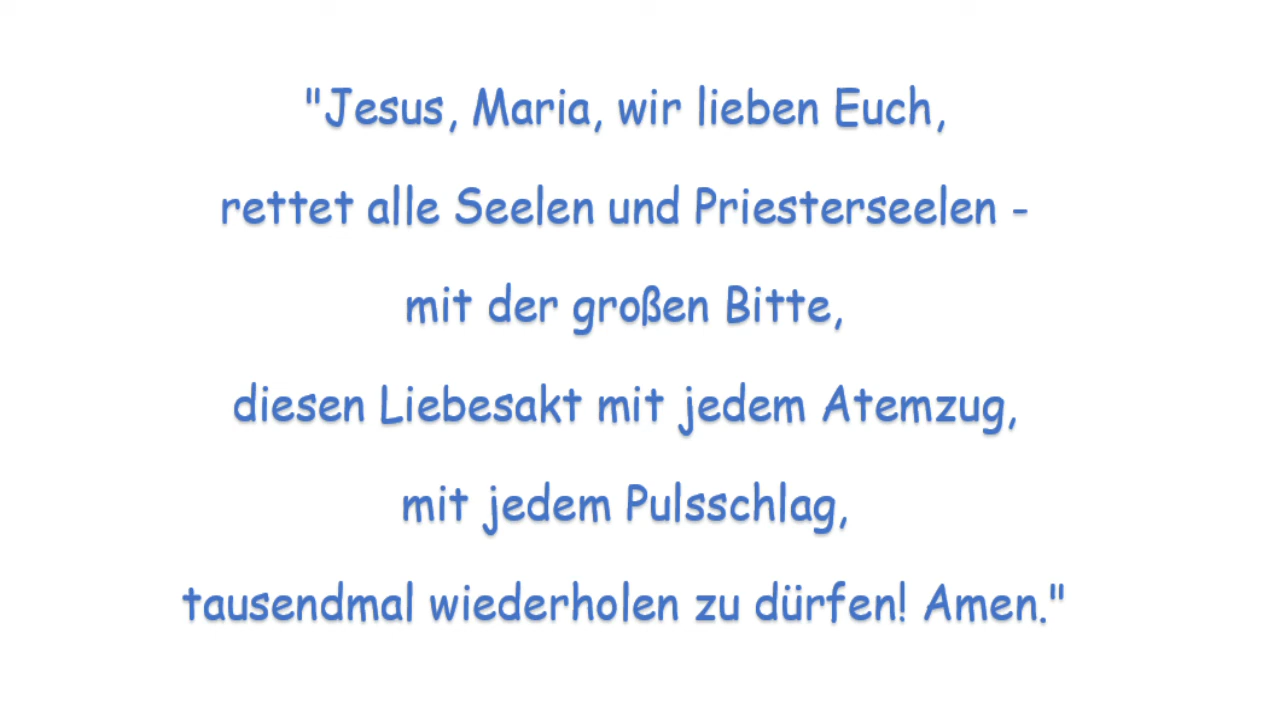 "Jesus, Maria, wir lieben Euch,
rettet alle Seelen und Priesterseelen -
mit der großen Bitte,
diesen Liebesakt mit jedem Atemzug,
mit jedem Pulsschlag,
tausendmal wiederholen zu dürfen! Amen."